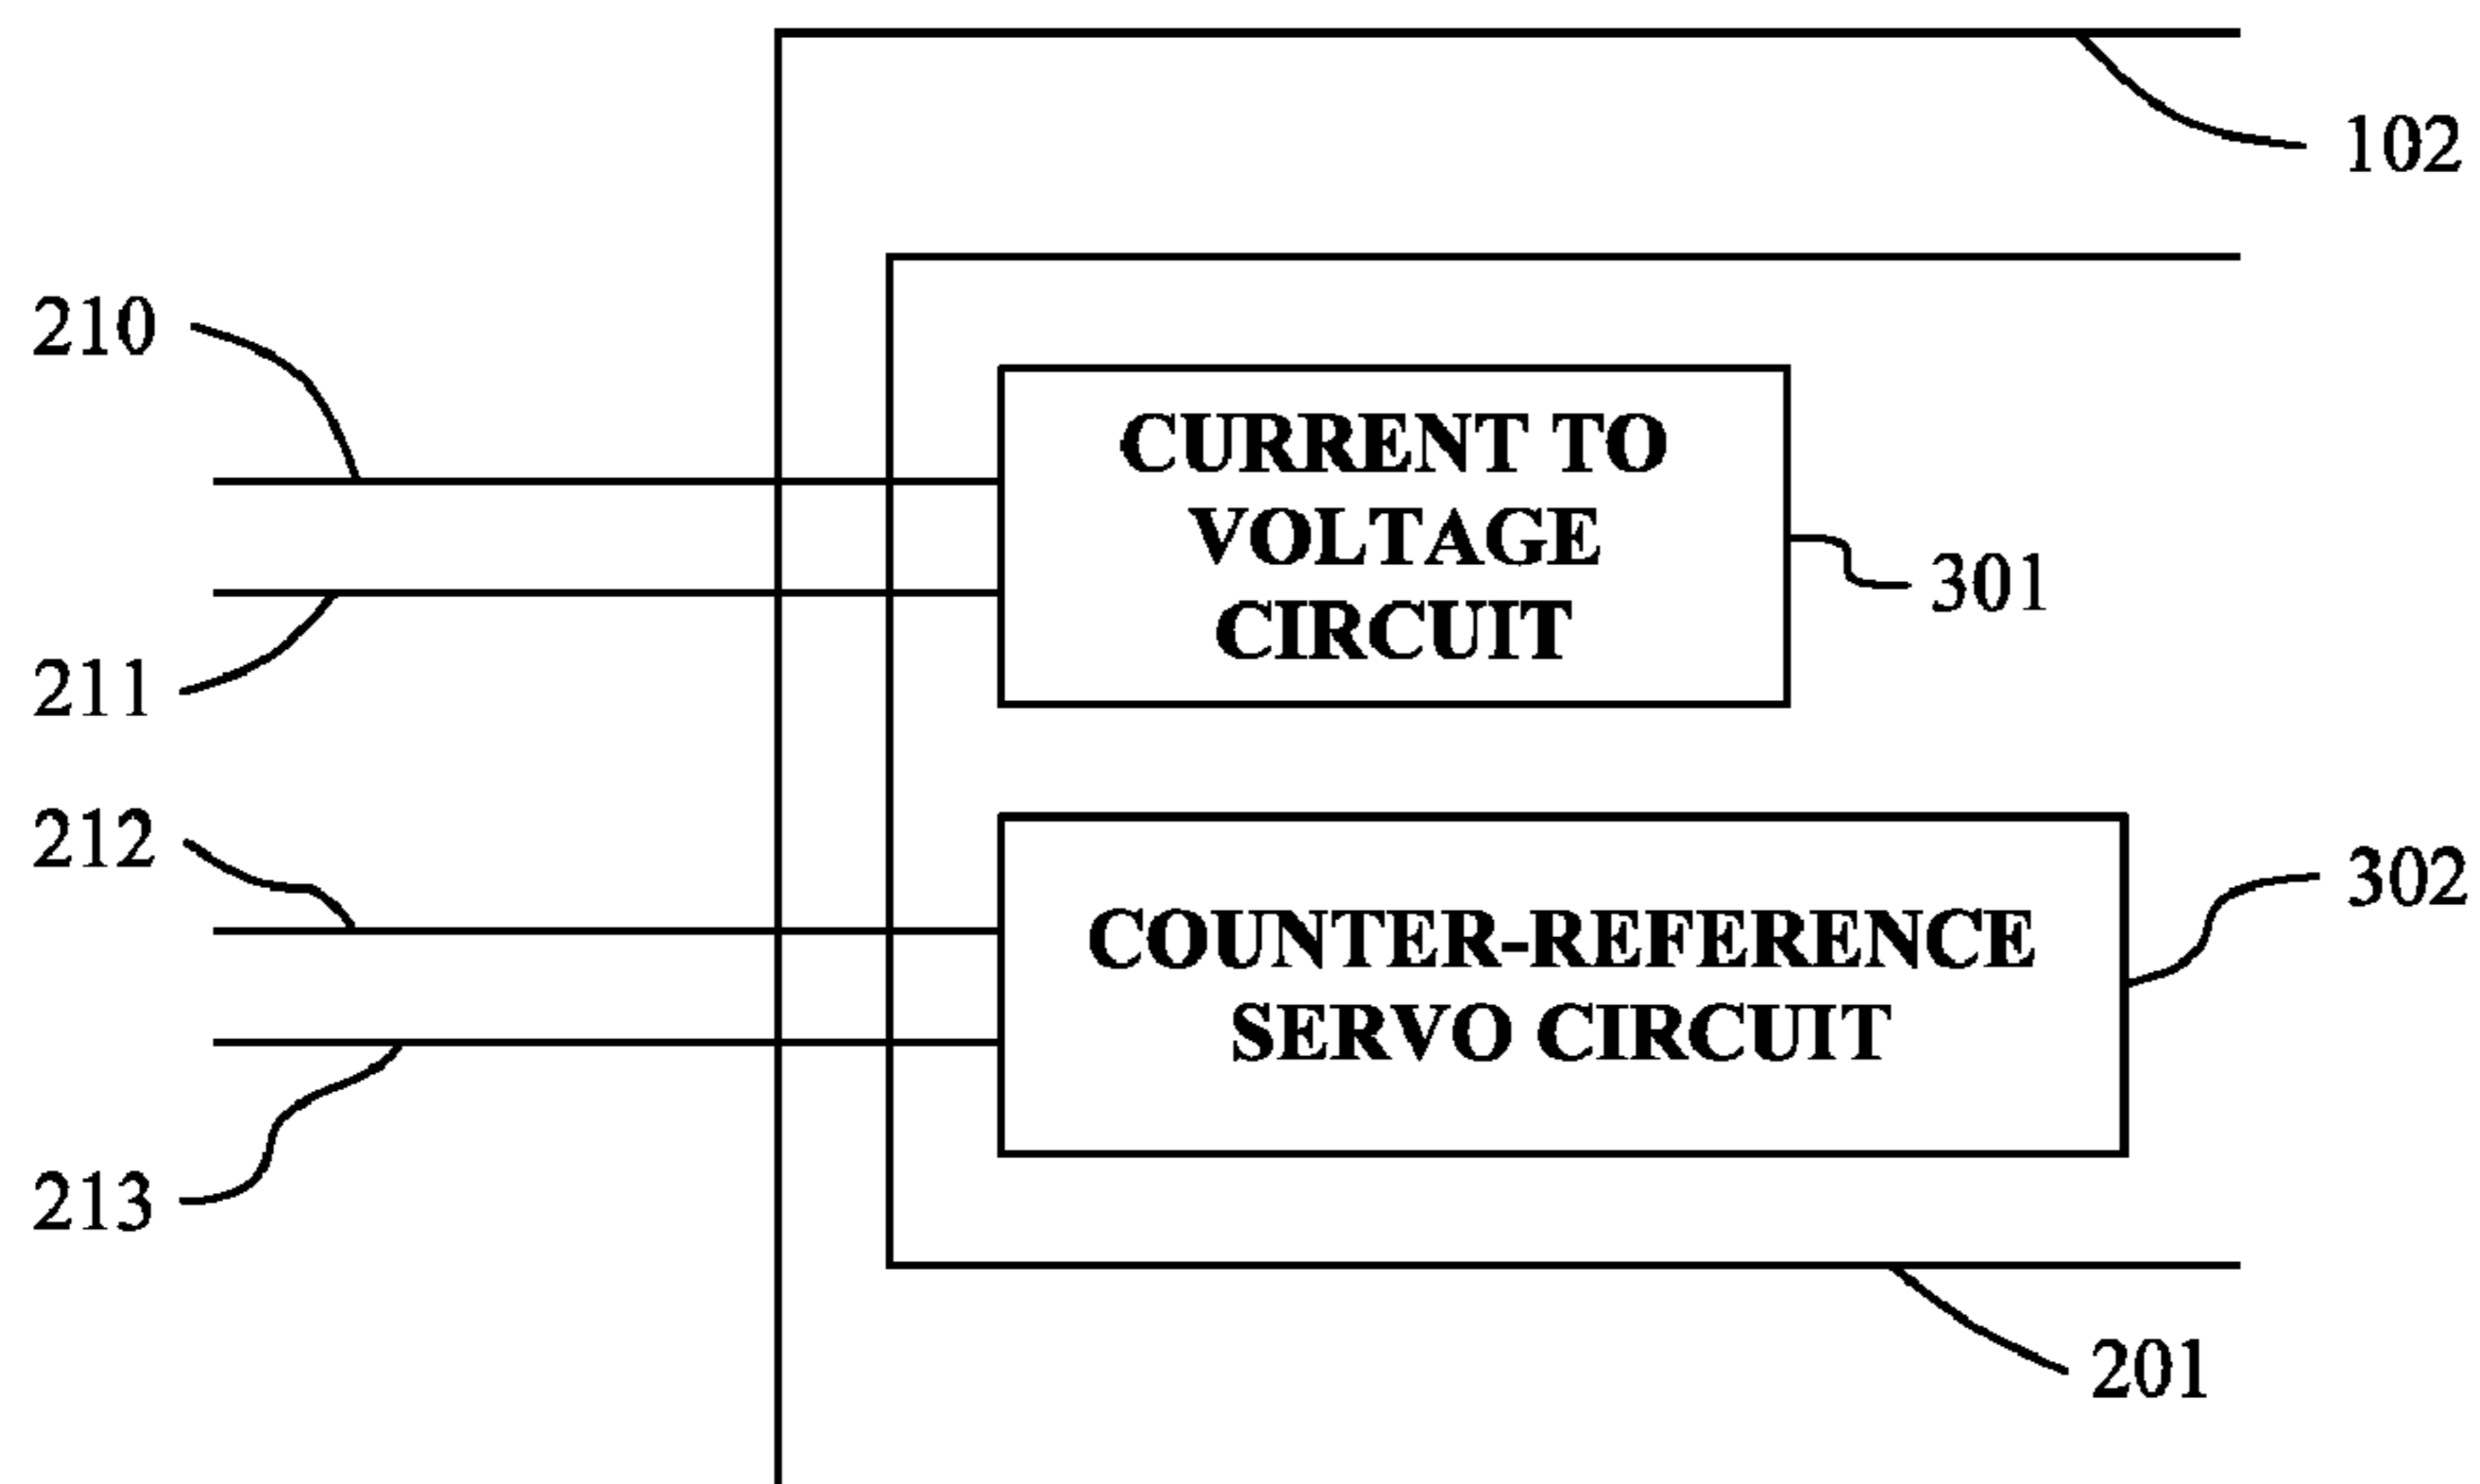 102
210
CURRENT TO
VOLTAGE
CIRCUIT
301
211
212
302
COUNTER-REFERENCE
SERVO CIRCUIT
213
201